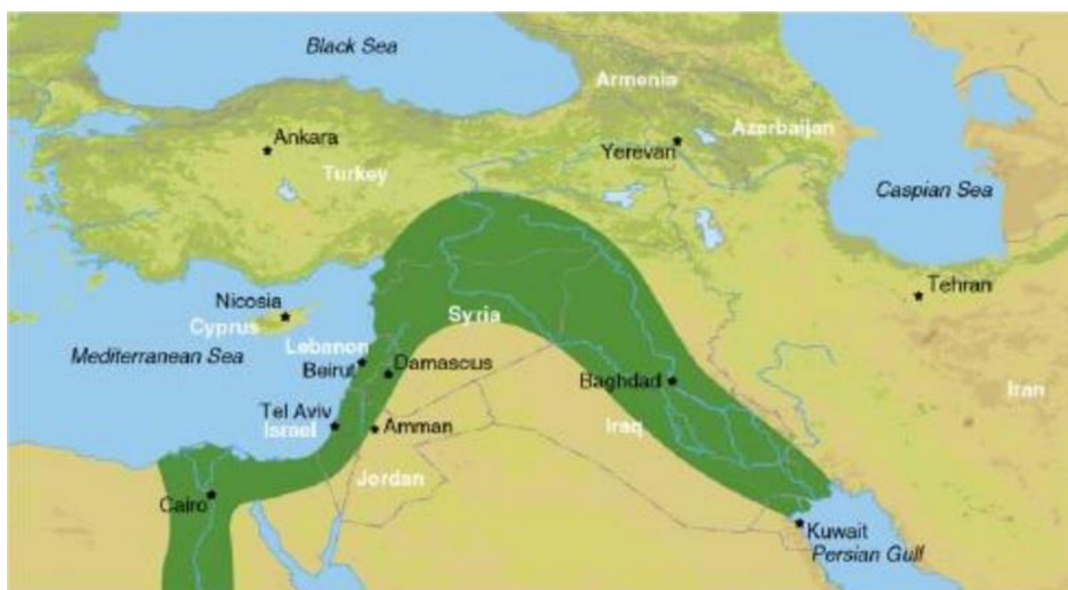 Black Sea
Armenia
Ankara
Azerbaijan
Yerevan
Turkey
Caspian Sea
Tehran
Nicosia
Cyprus
Syria
Lebanon
Mediterranean Sea
Beirut
Damascus
Baghdad
Iran
Tel Aviv
Israel
Amman
Iraq
Jordan
Cairo
Kuwait
Persian Gulf